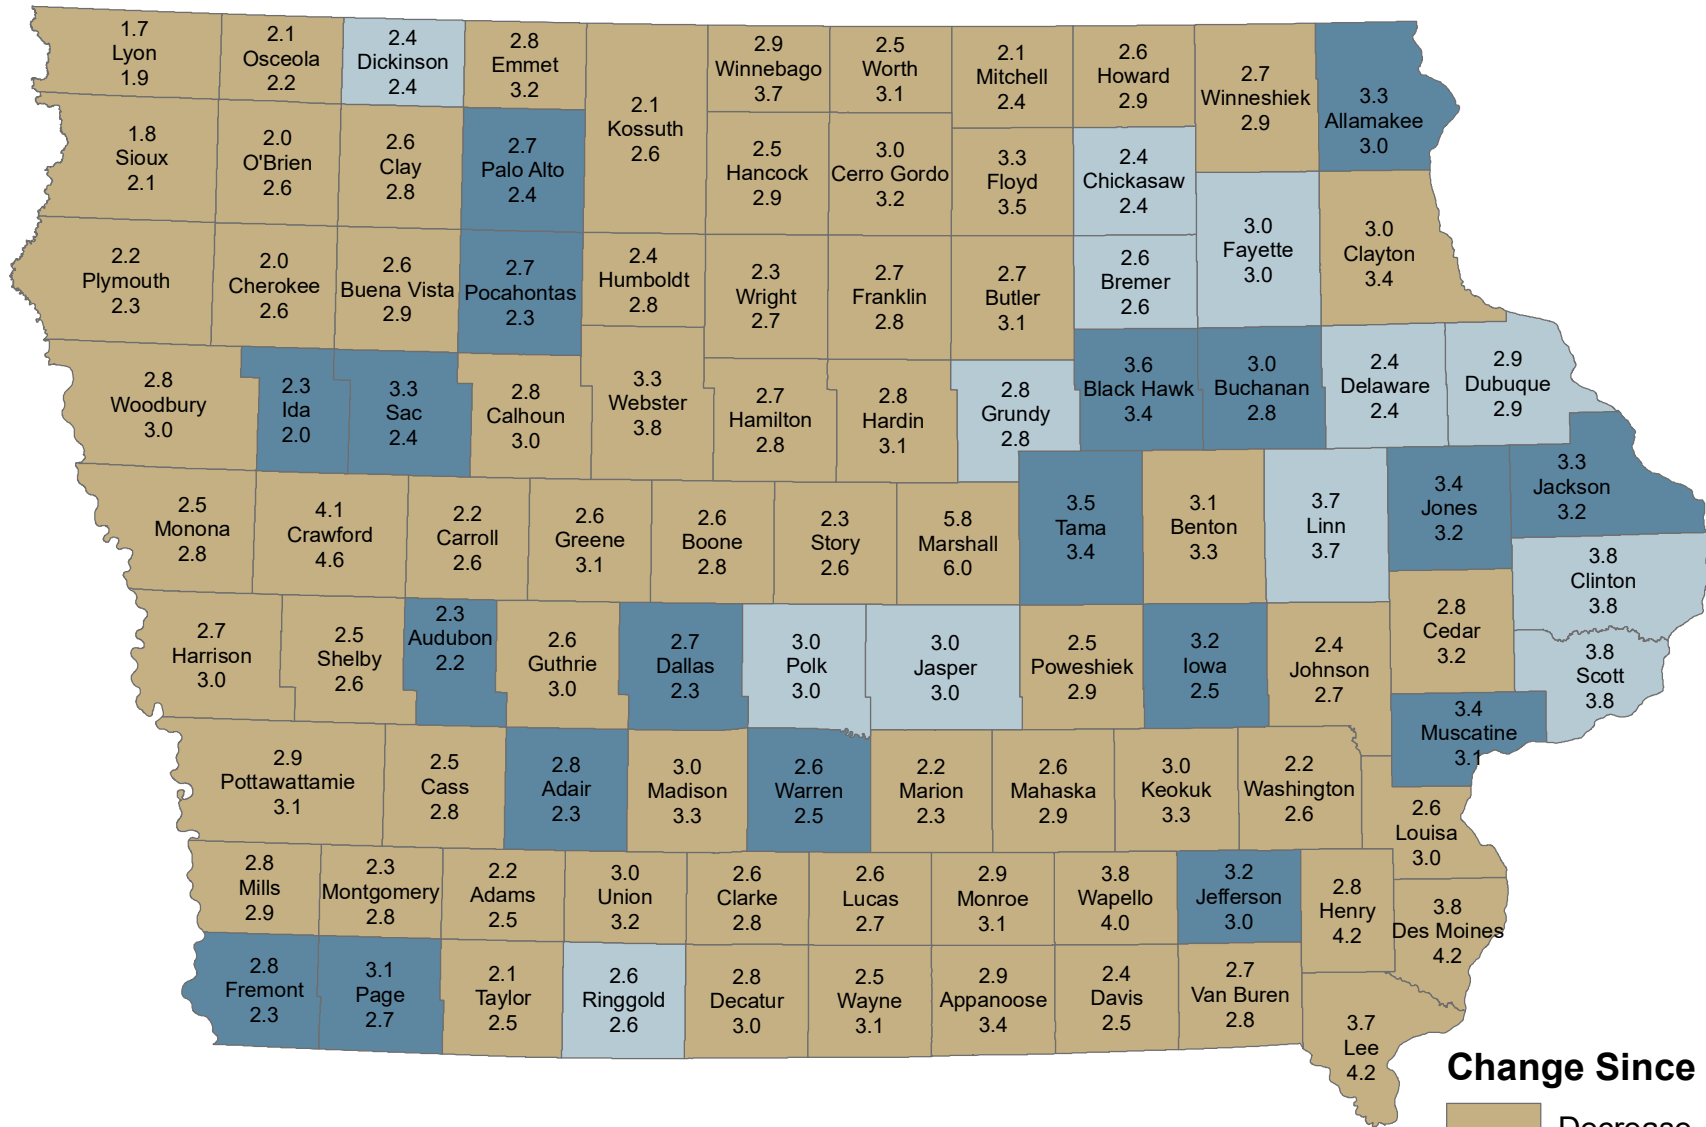 1.7
Lyon
1.9
2.1
Osceola
2.2
2.4
Dickinson
2.4
2.8
Emmet
3.2
2.1
Kossuth
2.6
2.9
Winnebago
3.7
2.5
Worth
3.1
2.1
Mitchell
2.4
2.6
Howard
2.9
2.7
Winneshiek
2.9
3.3
Allamakee
3.0
1.8
Sioux
2.1
2.0
O'Brien
2.6
2.6
Clay
2.8
2.7
Palo Alto
2.4
2.5
Hancock
2.9
3.0
Cerro Gordo
3.2
3.3
Floyd
3.5
2.4
Chickasaw
2.4
3.0
Fayette
3.0
3.0
Clayton
3.4
2.2
Plymouth
2.3
2.0
Cherokee
2.6
2.6
Buena Vista
2.9
2.7
Pocahontas
2.3
2.4
Humboldt
2.8
2.3
Wright
2.7
2.7
Franklin
2.8
2.7
Butler
3.1
2.6
Bremer
2.6
2.8
Woodbury
3.0
2.3
Ida
2.0
3.3
Sac
2.4
2.8
Calhoun
3.0
3.3
Webster
3.8
2.7
Hamilton
2.8
2.8
Hardin
3.1
2.8
Grundy
2.8
3.6
Black Hawk
3.4
3.0
Buchanan
2.8
2.4
Delaware
2.4
2.9
Dubuque
2.9
2.5
Monona
2.8
4.1
Crawford
4.6
2.2
Carroll
2.6
2.6
Greene
3.1
2.6
Boone
2.8
2.3
Story
2.6
5.8
Marshall
6.0
3.5
Tama
3.4
3.1
Benton
3.3
3.7
Linn
3.7
3.4
Jones
3.2
3.3
Jackson
3.2
3.8
Clinton
3.8
2.7
Harrison
3.0
2.5
Shelby
2.6
2.3
Audubon
2.2
2.6
Guthrie
3.0
2.7
Dallas
2.3
3.0
Polk
3.0
3.0
Jasper
3.0
2.5
Poweshiek
2.9
3.2
Iowa
2.5
2.4
Johnson
2.7
2.8
Cedar
3.2
3.8
Scott
3.8
3.4
Muscatine
3.1
2.9
Pottawattamie
3.1
2.5
Cass
2.8
2.8
Adair
2.3
3.0
Madison
3.3
2.6
Warren
2.5
2.2
Marion
2.3
2.6
Mahaska
2.9
3.0
Keokuk
3.3
2.2
Washington
2.6
2.6
Louisa
3.0
2.8
Mills
2.9
2.3
Montgomery
2.8
2.2
Adams
2.5
3.0
Union
3.2
2.6
Clarke
2.8
2.6
Lucas
2.7
2.9
Monroe
3.1
3.8
Wapello
4.0
3.2
Jefferson
3.0
2.8
Henry
4.2
3.8
Des Moines
4.2
2.8
Fremont
2.3
3.1
Page
2.7
2.1
Taylor
2.5
2.6
Ringgold
2.6
2.8
Decatur
3.0
2.5
Wayne
3.1
2.9
Appanoose
3.4
2.4
Davis
2.5
2.7
Van Buren
2.8
3.7
Lee
4.2
Change Since
Decrease